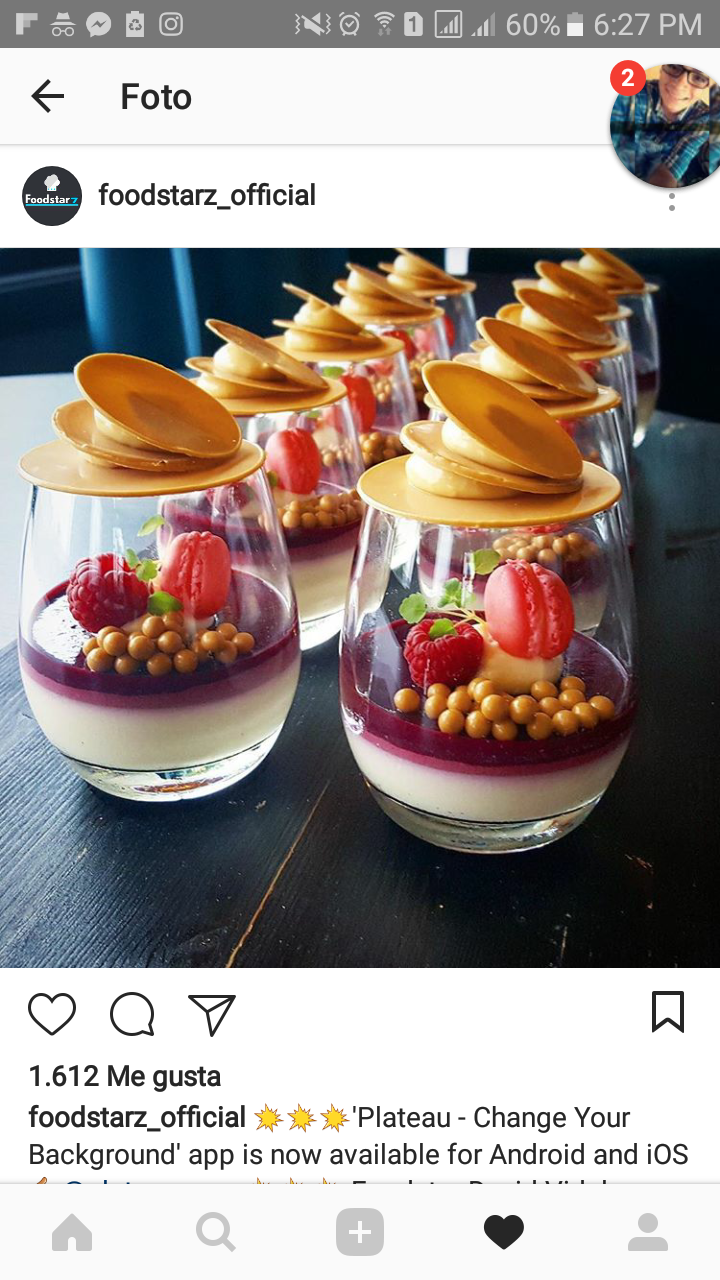 1 60% 6:27 PM
Foto
2
Foodstarz
foodstarz_official
1.612 Me gusta
foodstarz_official 💥💥💥'Plateau - Change Your
Background' app is now available for Android and iOS